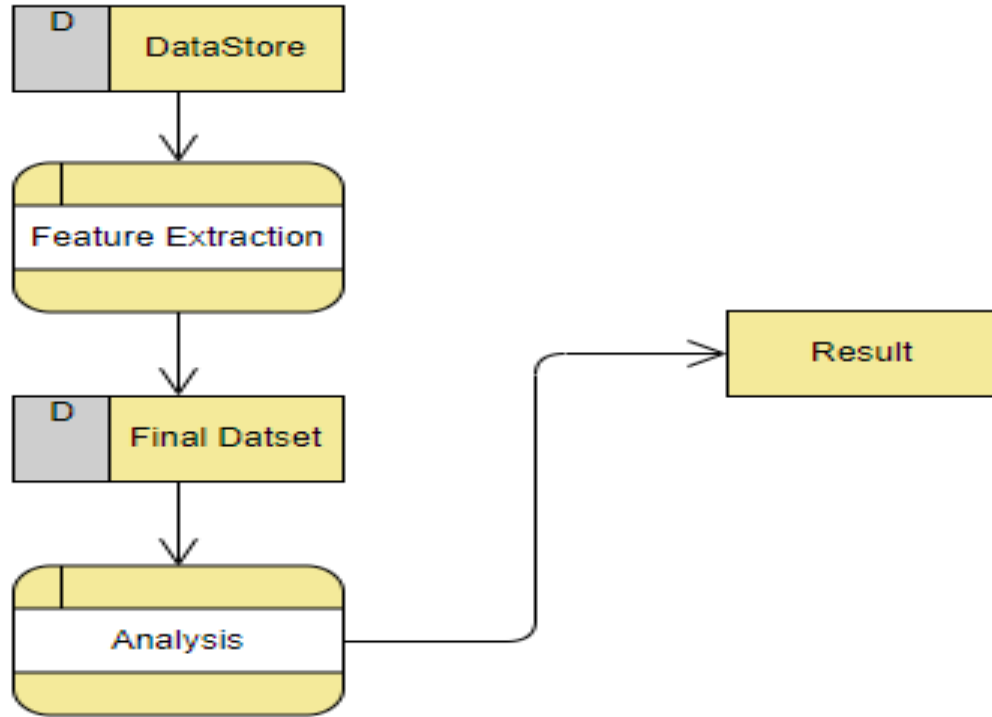 D
DataStore
Feature Extraction
D
Final Datset
Analysis
Result